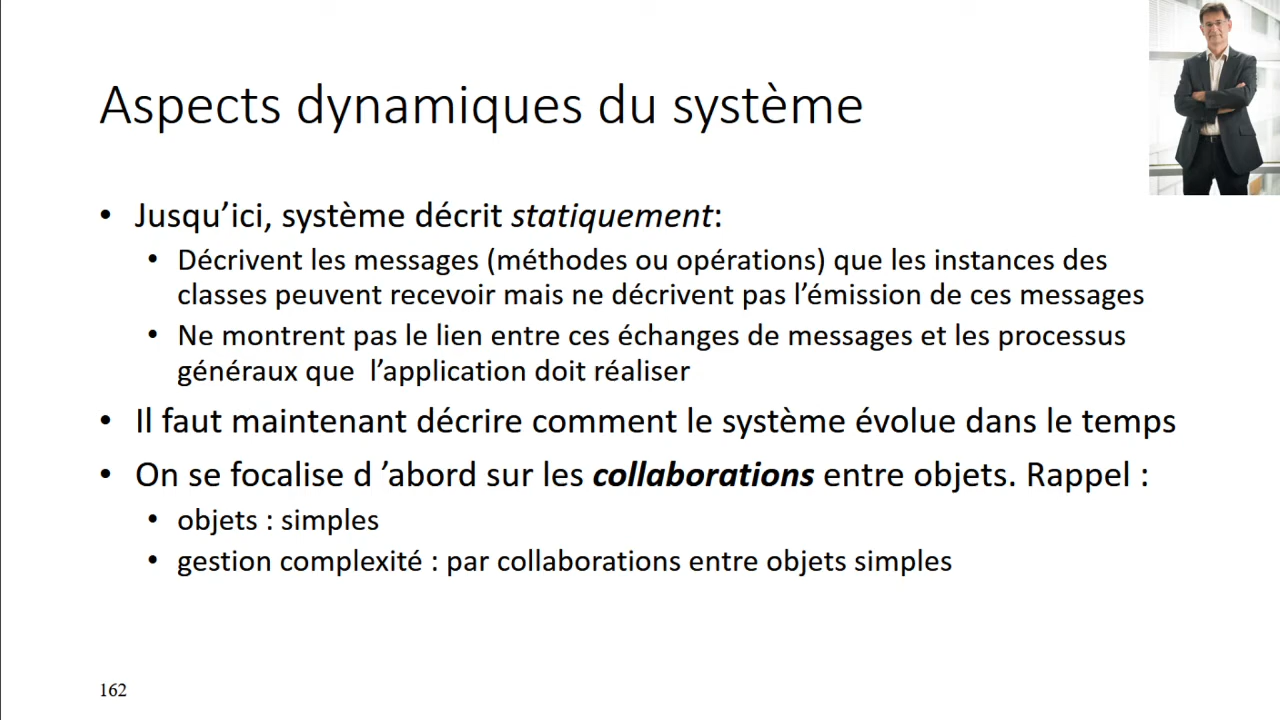 Aspects dynamiques du système
• Jusqu’ici, système décrit statiquement:
• Décrivent les messages (méthodes ou opérations) que les instances des
classes peuvent recevoir mais ne décrivent pas l’émission de ces messages
• Ne montrent pas le lien entre ces échanges de messages et les processus
généraux que  l’application doit réaliser
• Il faut maintenant décrire comment le système évolue dans le temps
• On se focalise d ’abord sur les collaborations entre objets. Rappel :
• objets : simples
• gestion complexité : par collaborations entre objets simples
162